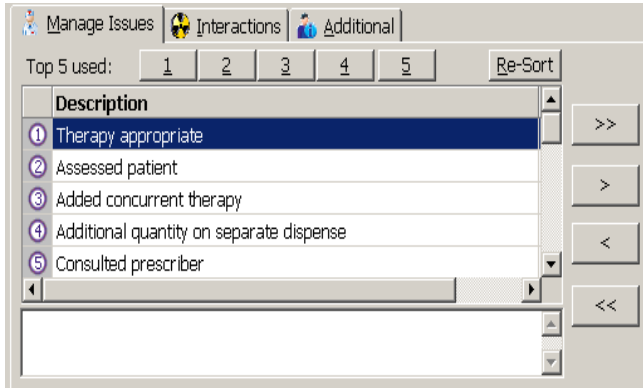 Manage Issues Interactions Additional
Top 5 used: 1 2 3 4 5 Re-Sort
Description
1 Therapy appropriate
2 Assessed patient
3 Added concurrent therapy
4 Additional quantity on separate dispense
5 Consulted prescriber
>>
>
<
<<